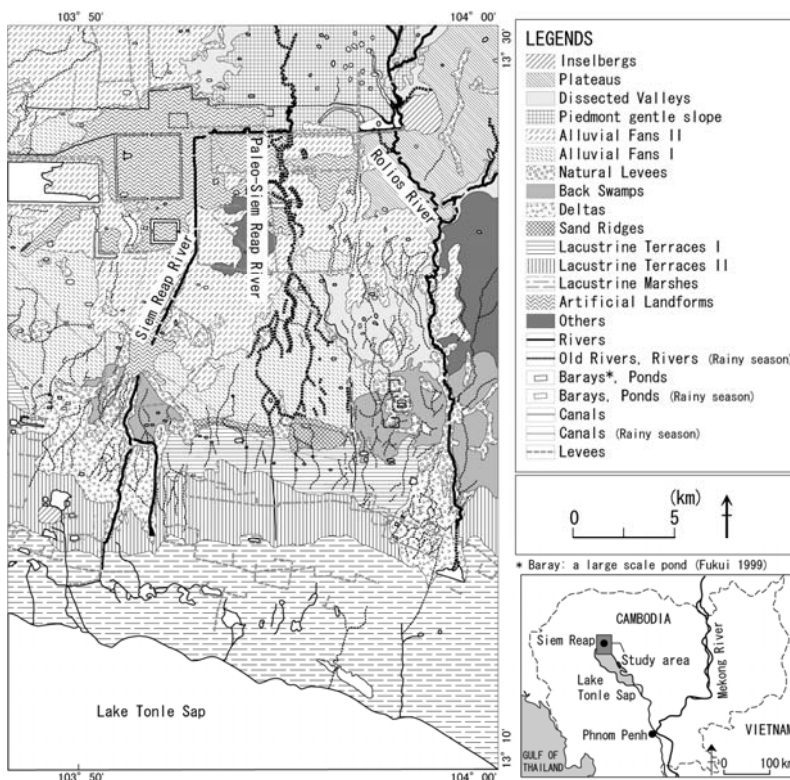 103° 50'
104° 00'
13° 30'
Siem Reap River
Paleo-Siem Reap River
Rollos River
Lake Tonle Sap
13° 10'
103° 50'
104° 00'
LEGENDS
Inselbergs
Plateaus
Dissected Valleys
Piedmont gentle slope
Alluvial Fans II
Alluvial Fans I
Natural Levees
Back Swamps
Deltas
Sand Ridges
Lacustrine Terraces I
Lacustrine Terraces II
Lacustrine Marshes
Artificial Landforms
Others
Rivers
Old Rivers, Rivers (Rainy season)
Barays*, Ponds
Barays, Ponds (Rainy season)
Canals
Canals (Rainy season)
Levees
(km)
0 5
* Baray: a large scale pond (Fukui 1999)
CAMBODIA
Siem Reap
Study area
Lake
Tonle Sap
Mekong River
Phnom Penh
VIETNAM
GULF OF
THAILAND
0 100 km